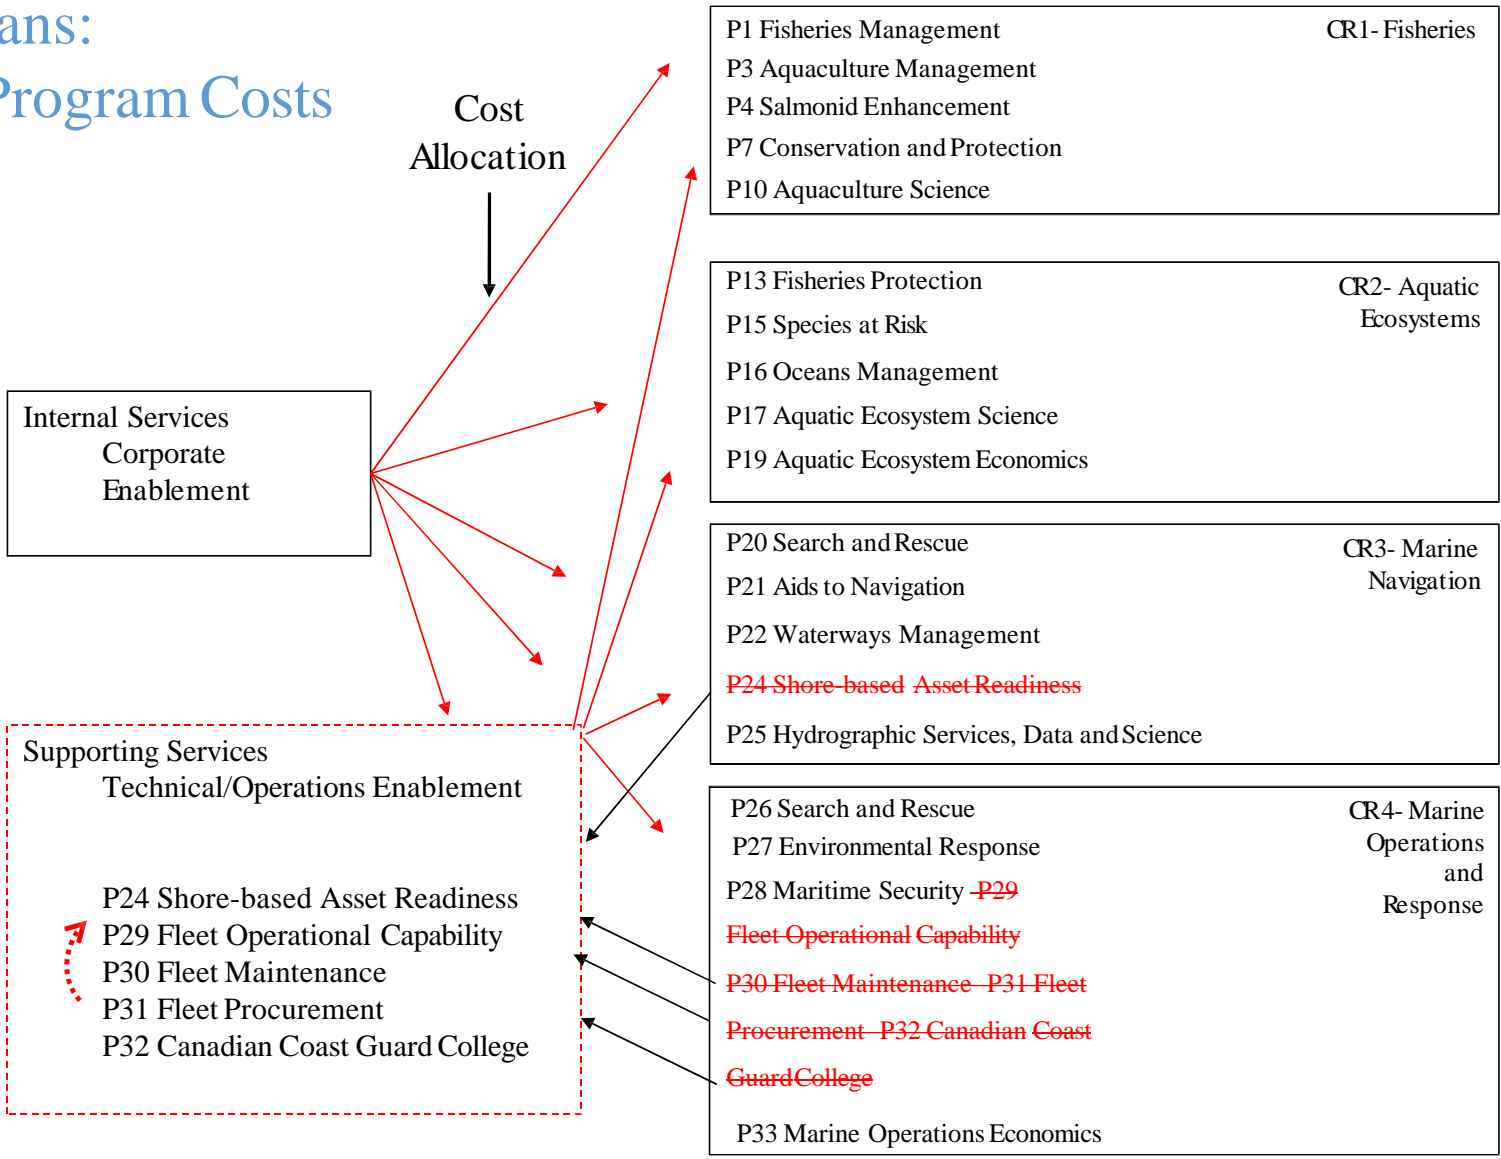 ans:
Program Costs
Cost
Allocation
Internal Services
Corporate
Enablement
Supporting Services
Technical/Operations Enablement
P24 Shore-based Asset Readiness
P29 Fleet Operational Capability
P30 Fleet Maintenance
P31 Fleet Procurement
P32 Canadian Coast Guard College
P1 Fisheries Management
CR1- Fisheries
P3 Aquaculture Management
P4 Salmonid Enhancement
P7 Conservation and Protection
P10 Aquaculture Science
P13 Fisheries Protection
CR2- Aquatic
Ecosystems
P15 Species at Risk
P16 Oceans Management
P17 Aquatic Ecosystem Science
P19 Aquatic Ecosystem Economics
P20 Search and Rescue
CR3- Marine
Navigation
P21 Aids to Navigation
P22 Waterways Management
P24 Shore-based Asset Readiness
P25 Hydrographic Services, Data and Science
P26 Search and Rescue
CR4- Marine
Operations
and
Response
P27 Environmental Response
P28 Maritime Security P29
Fleet Operational Capability
P30 Fleet Maintenance P31 Fleet
Procurement P32 Canadian Coast
Guard College
P33 Marine Operations Economics